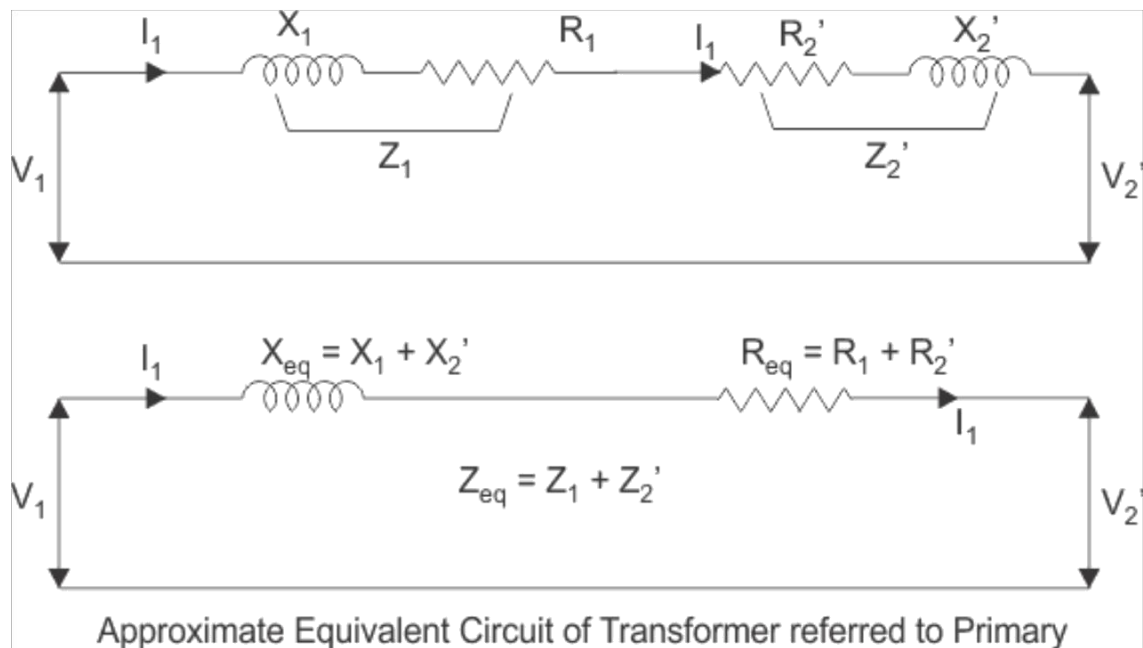 I₁ X₁ R₁ I₁ R₂’ X₂’
Z₁ Z₂’
V₁ V₂’
I₁ Xeq = X₁ + X₂’ Req = R₁ + R₂’
I₁
Zeq = Z₁ + Z₂’
V₁ V₂’
Approximate Equivalent Circuit of Transformer referred to Primary